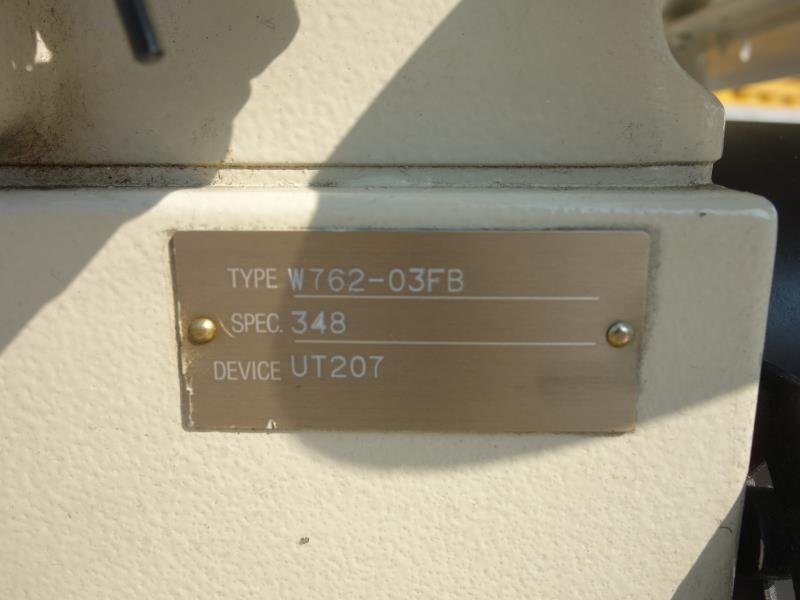 TYPE W762-03FB
SPEC. 348
DEVICE UT207